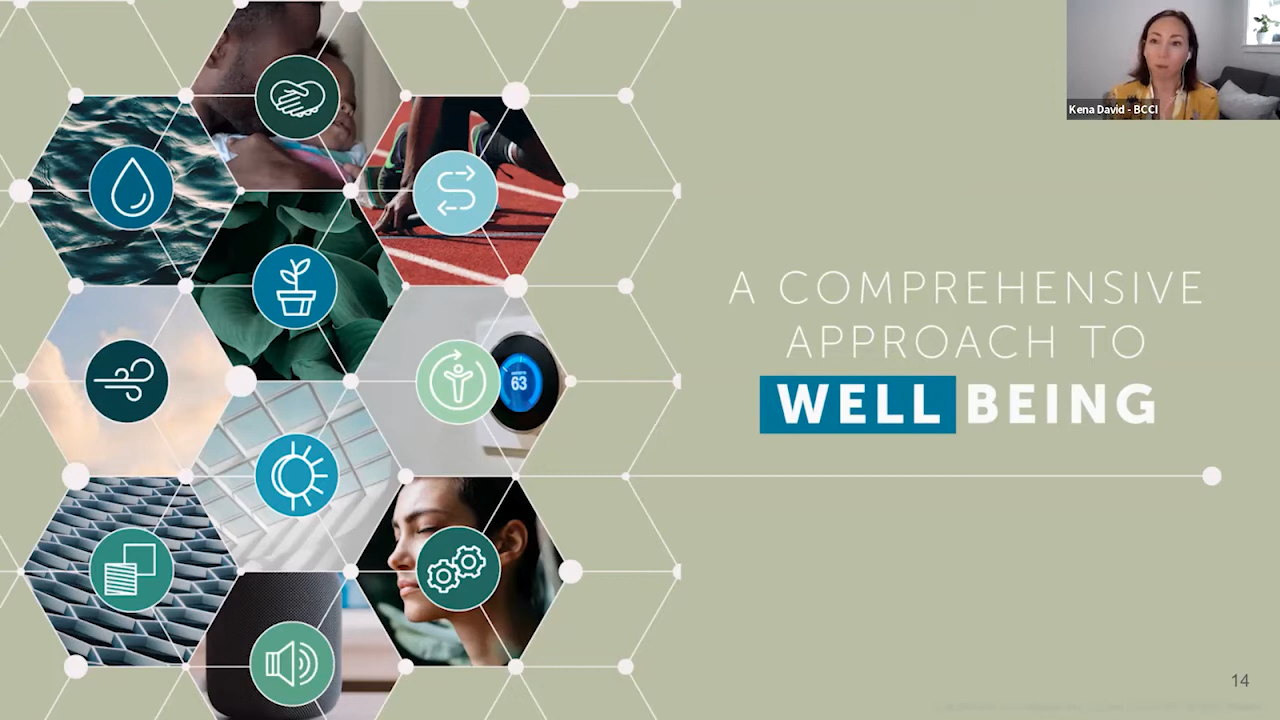 Kena David - BCCI
A COMPREHENSIVE
APPROACH TO
WELL BEING
63
14